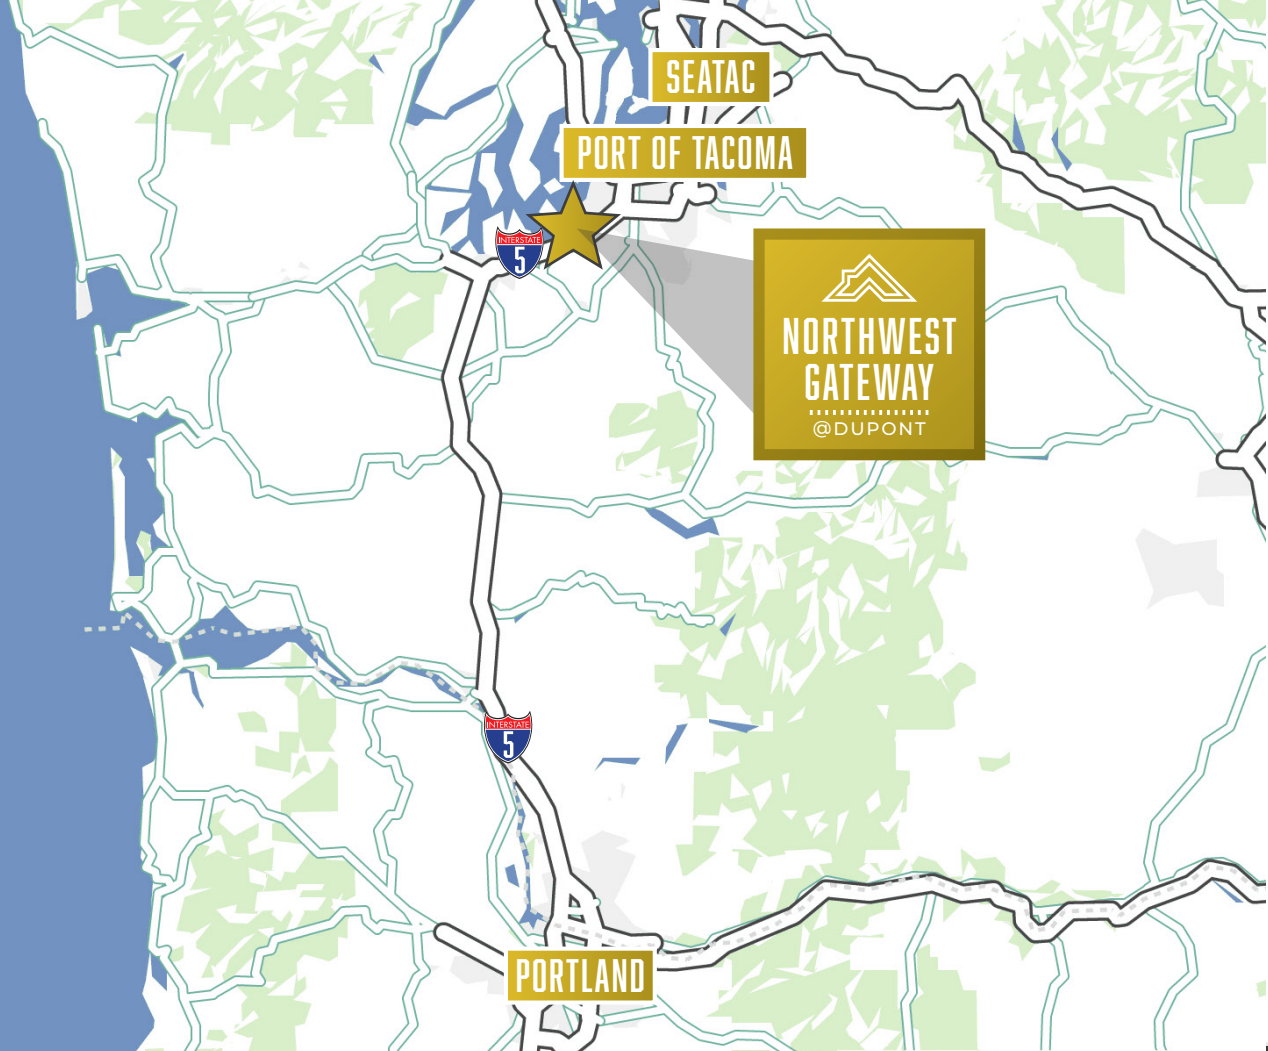 SEATAC
PORT OF TACOMA
INTERSTATE
5
NORTHWEST
GATEWAY
@DUPONT
INTERSTATE
5
PORTLAND